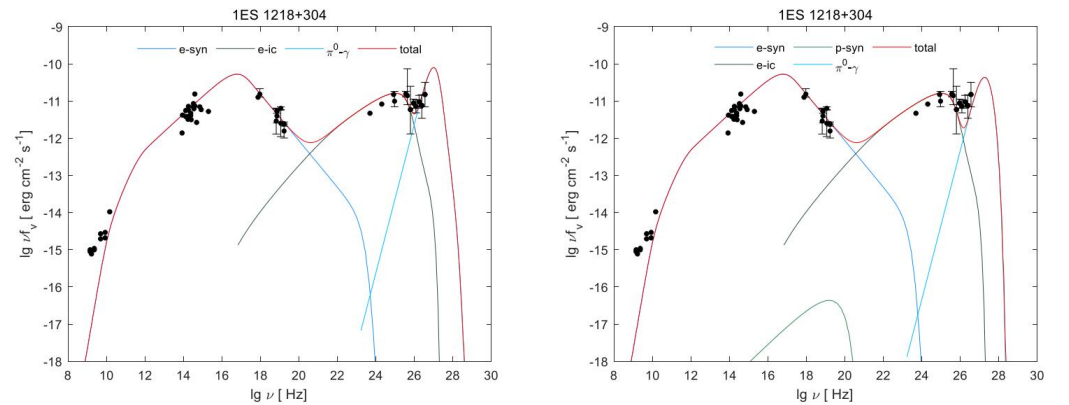 1ES 1218+304
e-syn e-ic π⁰-γ total
-9
-10
-11
-12
-13
-14
-15
-16
-17
-18
lg νfᵥ [ erg cm⁻² s⁻¹]
8 10 12 14 16 18 20 22 24 26 28 30
lg ν [ Hz]
1ES 1218+304
e-syn p-syn total
e-ic π⁰-γ
-9
-10
-11
-12
-13
-14
-15
-16
-17
-18
lg νfᵥ [ erg cm⁻² s⁻¹]
8 10 12 14 16 18 20 22 24 26 28 30
lg ν [ Hz]